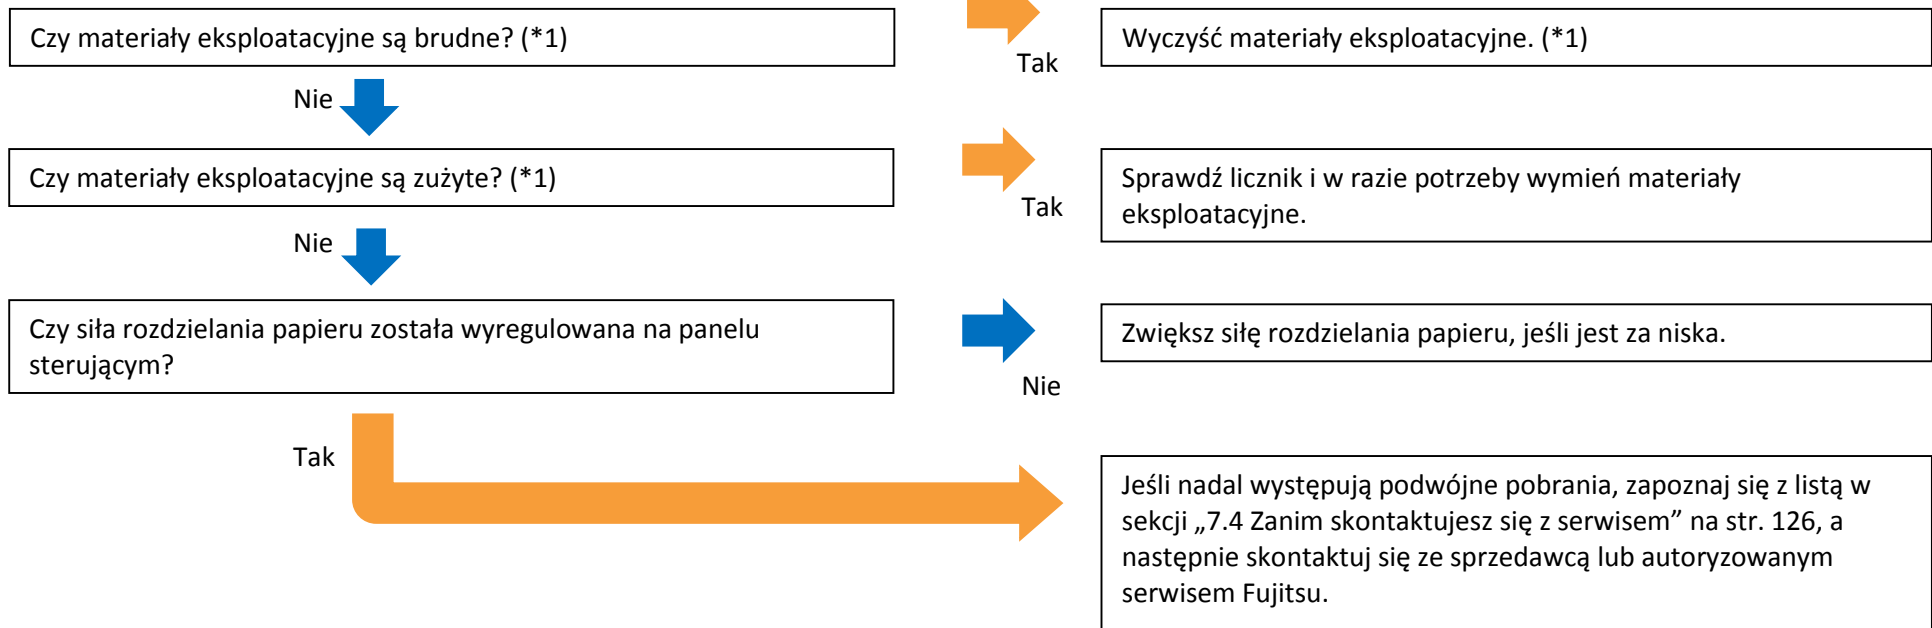 Czy materiały eksploatacyjne są brudne? (*1)
Tak
Wyczyść materiały eksploatacyjne. (*1)
Nie
Czy materiały eksploatacyjne są zużyte? (*1)
Tak
Sprawdź licznik i w razie potrzeby wymień materiały
eksploatacyjne.
Nie
Czy siła rozdzielania papieru została wyregulowana na panelu
sterującym?
Nie
Zwiększ siłę rozdzielania papieru, jeśli jest za niska.
Tak
Jeśli nadal występują podwójne pobrania, zapoznaj się z listą w
sekcji „7.4 Zanim skontaktujesz się z serwisem” na str. 126, a
następnie skontaktuj się ze sprzedawcą lub autoryzowanym
serwisem Fujitsu.